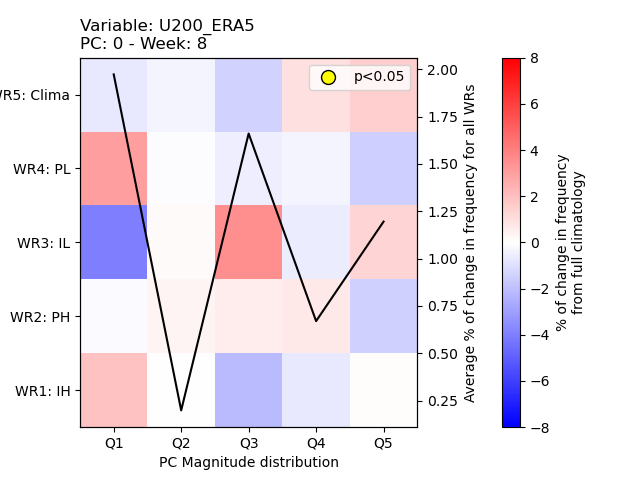 Variable: U200_ERA5
PC: 0 - Week: 8
p<0.05
WR5: Clima
WR4: PL
WR3: IL
WR2: PH
WR1: IH
Q1 Q2 Q3 Q4 Q5
PC Magnitude distribution
2.00
1.75
1.50
1.25
1.00
0.75
0.50
0.25
Average % of change in frequency for all WRs
8
6
4
2
0
−2
−4
−6
−8
% of change in frequency
from full climatology